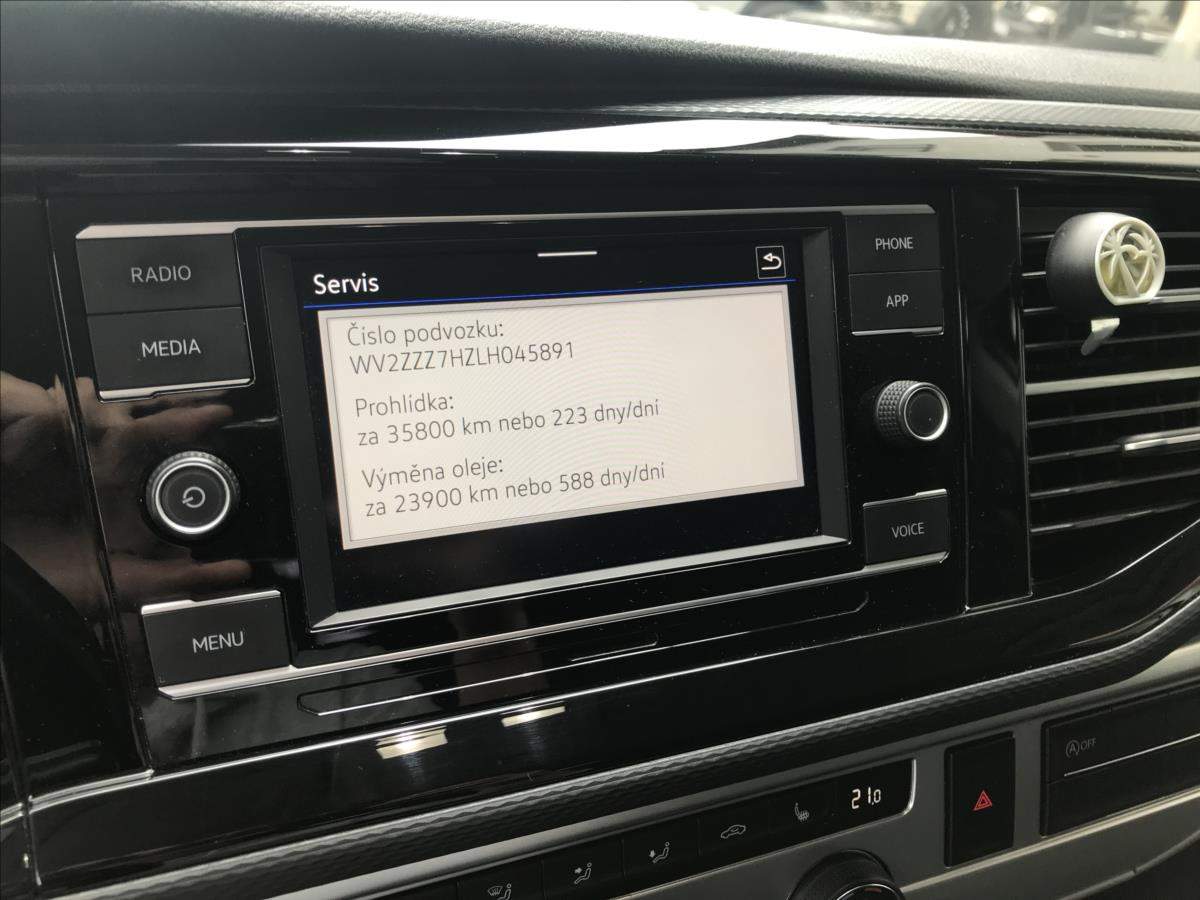 RADIO
MEDIA
MENU
Servis
Číslo podvozku:
WV2ZZZ7HZLH045891
Prohlídka:
za 35800 km nebo 223 dny/dní
Výměna oleje:
za 23900 km nebo 588 dny/dní
PHONE
APP
VOICE
21.0
A OFF